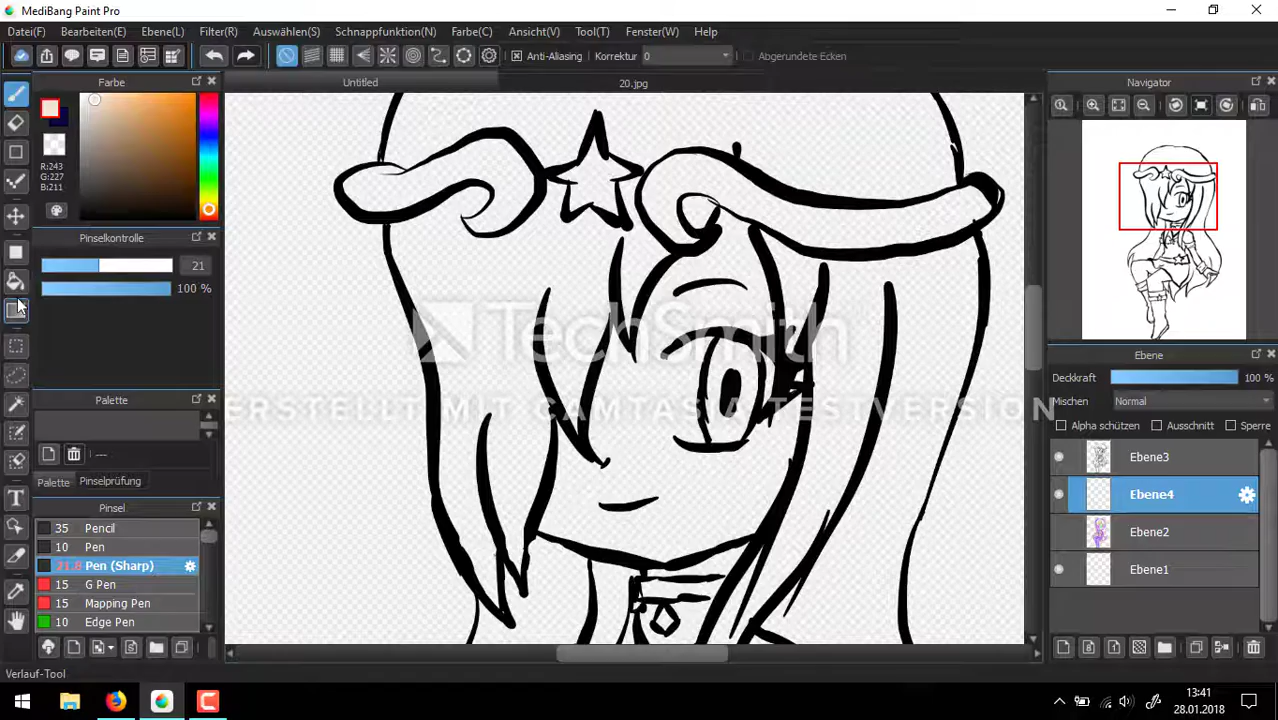 MediBang Paint Pro
Datei(F) Bearbeiten(E) Ebene(L) Filter(R) Auswählen(S) Schnappfunktion(N) Farbe(C) Ansicht(V) Tool(T) Fenster(W) Help
Anti-Aliasing Korrektur 0 Abgerundete Ecken
Farbe Untitled 20.jpg Navigator
R:243
G:227
B:211
Pinselkontrolle
21
100 %
TechSmith
Ebene
Deckkraft 100 %
Palette Mischen Normal
TESTVERSION
Alpha schützen Ausschnitt Sperre
---
Ebene3
Palette Pinselprüfung
Ebene4
Pinsel
35 Pencil
Ebene2
10 Pen
Pen (Sharp)
Ebene1
15 G Pen
15 Mapping Pen
10 Edge Pen
Verlauf-Tool
13:41
28.01.2018